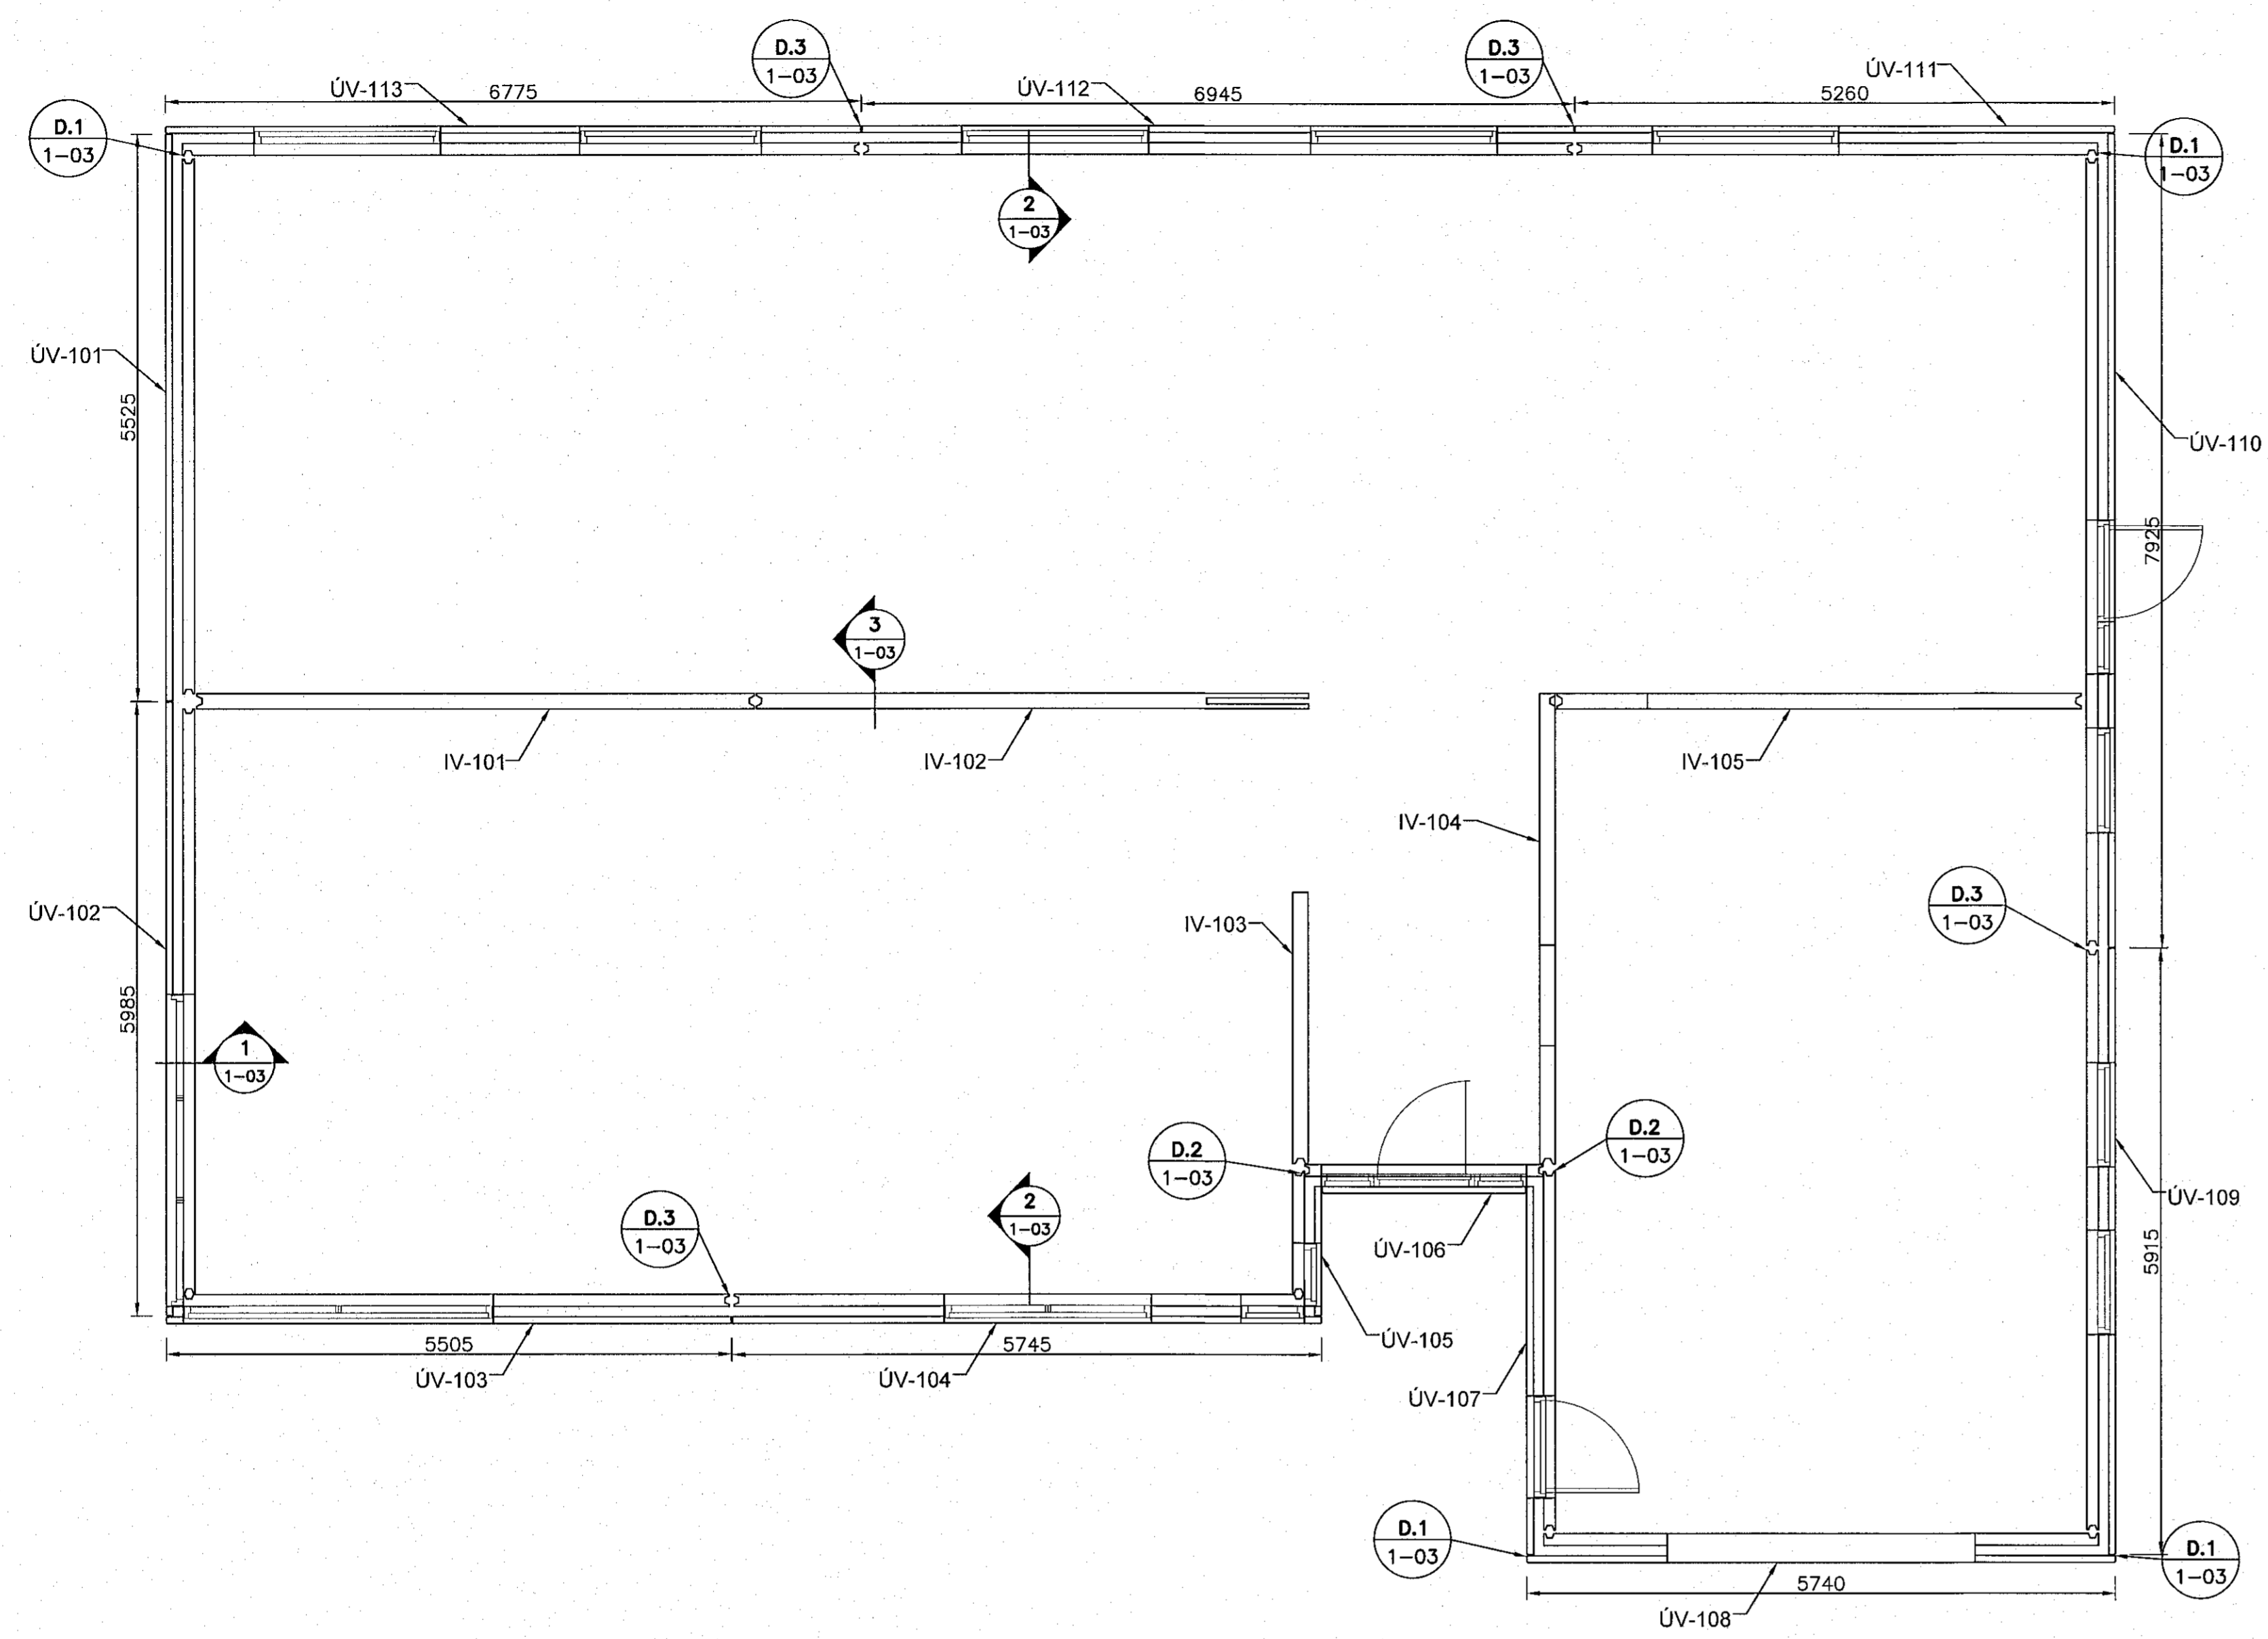 D.3
1-03
D.3
1-03
ÚV-113
6775
ÚV-112
6945
ÚV-111
5260
D.1
1-03
D.1
1-03
2
1-03
ÚV-101
5525
ÚV-110
7925
3
1-03
IV-101
IV-102
IV-105
IV-104
ÚV-102
IV-103
D.3
1-03
5985
1
1-03
D.2
1-03
D.2
1-03
ÚV-109
D.3
1-03
2
1-03
ÚV-106
5915
5505
5745
ÚV-105
ÚV-103
ÚV-104
ÚV-107
D.1
1-03
D.1
1-03
5740
ÚV-108